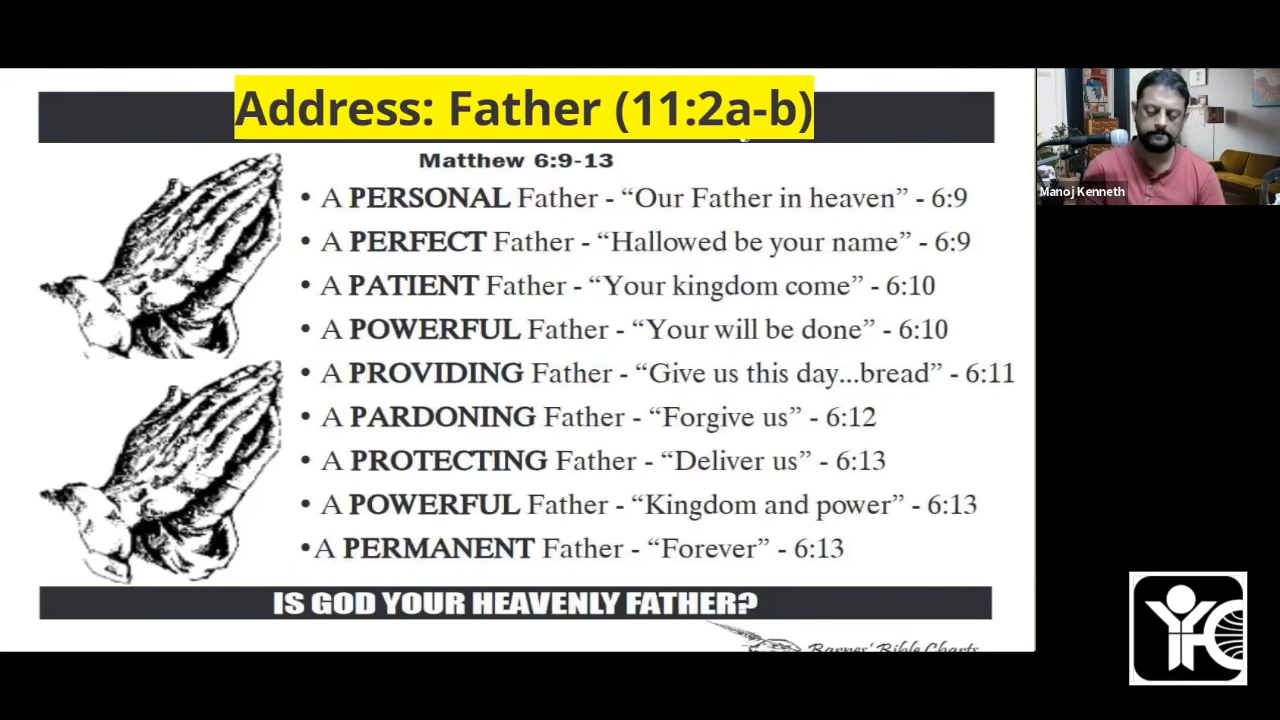 Address: Father (11:2a-b)
Matthew 6:9-13
• A PERSONAL Father - “Our Father in heaven” - 6:9
• A PERFECT Father - “Hallowed be your name” - 6:9
• A PATIENT Father - “Your kingdom come” - 6:10
• A POWERFUL Father - “Your will be done” - 6:10
• A PROVIDING Father - “Give us this day...bread” - 6:11
• A PARDONING Father - “Forgive us” - 6:12
• A PROTECTING Father - “Deliver us” - 6:13
• A POWERFUL Father - “Kingdom and power” - 6:13
•A PERMANENT Father - “Forever” - 6:13
IS GOD YOUR HEAVENLY FATHER?
Barnes' Bible Charts
Manoj Kenneth
YFC